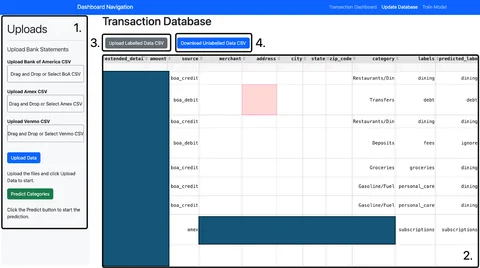 Dashboard Navigation
Transaction Dashboard Update Database Train Model
Uploads 1.
Upload Bank Statements
Upload Bank of America CSV
Drag and Drop or Select BoA CSV
Upload Amex CSV
Drag and Drop or Select Amex CSV
Upload Venmo CSV
Drag and Drop or Select Venmo CSV
Upload Data
Upload the files and click Upload
Data to start.
Predict Categories
Click the Predict button to start the
prediction.
Transaction Database
3. Upload Labelled Data CSV Download Unlabelled Data CSV 4.
extended_detai amount source merchant address city state zip_code category labels predicted_labe
boa_credit Restaurants/Din dining dining
boa_debit Transfers debt debt
boa_credit Restaurants/Din dining dining
boa_debit Deposits fees ignore
boa_credit Groceries groceries dining
boa_credit Gasoline/Fuel personal_care dining
boa_credit Gasoline/Fuel personal_care dining
amex subscriptions subscriptions
2.